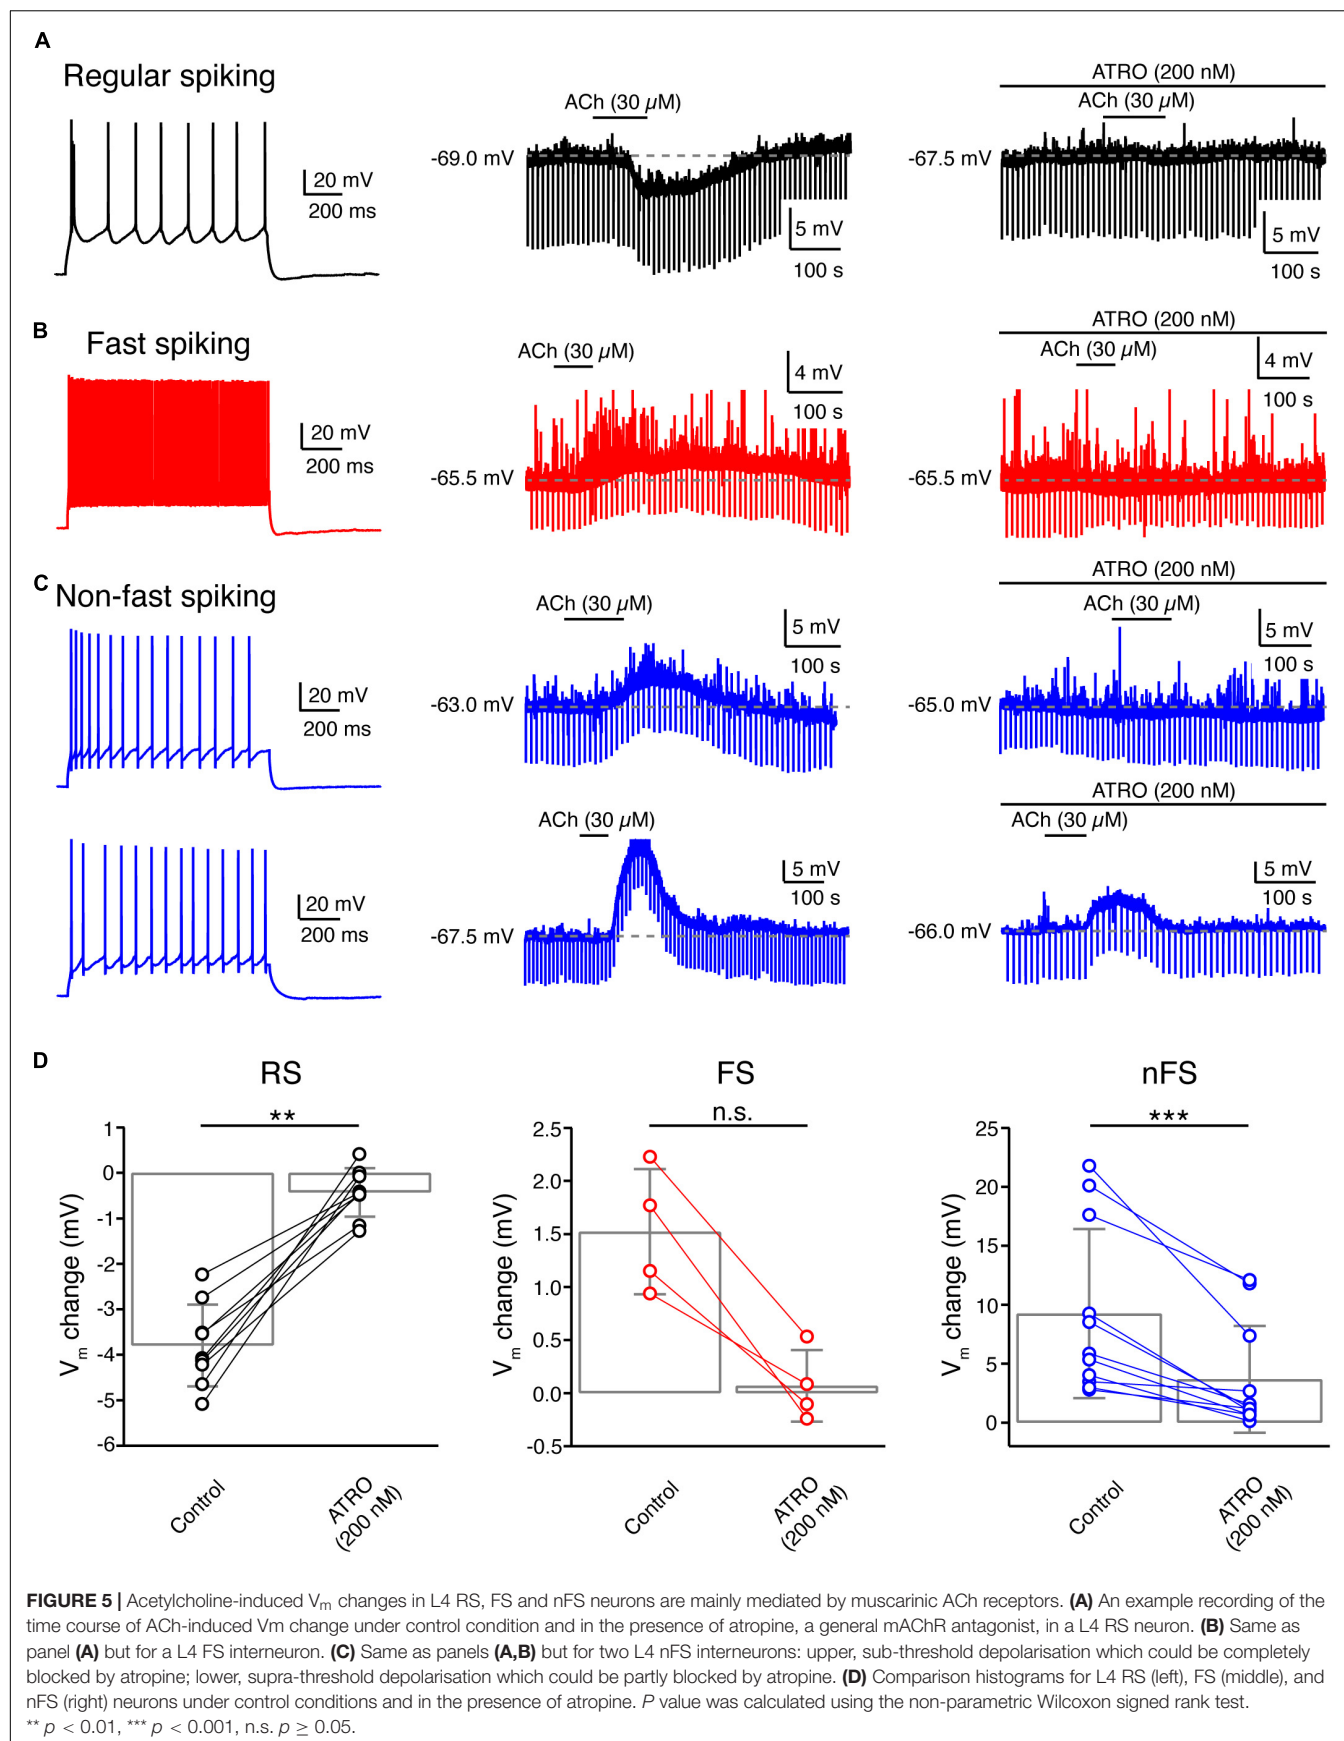 A
Regular spiking
20 mV
200 ms
ACh (30 µM)
-69.0 mV
5 mV
100 s
ATRO (200 nM)
ACh (30 µM)
-67.5 mV
5 mV
100 s
B
Fast spiking
20 mV
200 ms
ACh (30 µM)
4 mV
100 s
-65.5 mV
ATRO (200 nM)
ACh (30 µM)
4 mV
100 s
-65.5 mV
C
Non-fast spiking
20 mV
200 ms
ACh (30 µM)
5 mV
100 s
-63.0 mV
ATRO (200 nM)
ACh (30 µM)
5 mV
100 s
-65.0 mV
20 mV
200 ms
ACh (30 µM)
5 mV
100 s
-67.5 mV
ATRO (200 nM)
ACh (30 µM)
5 mV
100 s
-66.0 mV
D
RS
**
1
0
-1
-2
-3
-4
-5
-6
Vm change (mV)
Control
ATRO
(200 nM)
FS
n.s.
2.5
2.0
1.5
1.0
0.5
0.0
-0.5
Vm change (mV)
Control
ATRO
(200 nM)
nFS
***
25
20
15
10
5
0
Vm change (mV)
Control
ATRO
(200 nM)
FIGURE 5 | Acetylcholine-induced Vm changes in L4 RS, FS and nFS neurons are mainly mediated by muscarinic ACh receptors. (A) An example recording of the
time course of ACh-induced Vm change under control condition and in the presence of atropine, a general mAChR antagonist, in a L4 RS neuron. (B) Same as
panel (A) but for a L4 FS interneuron. (C) Same as panels (A,B) but for two L4 nFS interneurons: upper, sub-threshold depolarisation which could be completely
blocked by atropine; lower, supra-threshold depolarisation which could be partly blocked by atropine. (D) Comparison histograms for L4 RS (left), FS (middle), and
nFS (right) neurons under control conditions and in the presence of atropine. P value was calculated using the non-parametric Wilcoxon signed rank test.
** p < 0.01, *** p < 0.001, n.s. p ≥ 0.05.